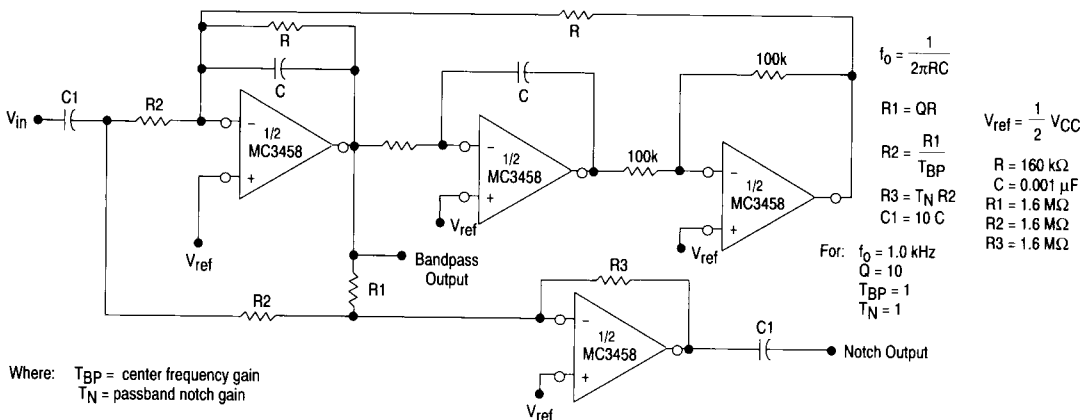 R
R
C
C1
V_in
R2
1/2
MC3458
−
+
V_ref
C
1/2
MC3458
−
+
V_ref
100k
100k
1/2
MC3458
−
+
V_ref
Bandpass
Output
R1
R2
R3
1/2
MC3458
−
+
V_ref
C1
Notch Output
f_o = 1 / 2πRC
R1 = QR
R2 = R1 / T_BP
R3 = T_N R2
C1 = 10 C
V_ref = 1/2 V_CC
R = 160 kΩ
C = 0.001 µF
R1 = 1.6 MΩ
R2 = 1.6 MΩ
R3 = 1.6 MΩ
For: f_o = 1.0 kHz
Q = 10
T_BP = 1
T_N = 1
Where: T_BP = center frequency gain
T_N = passband notch gain